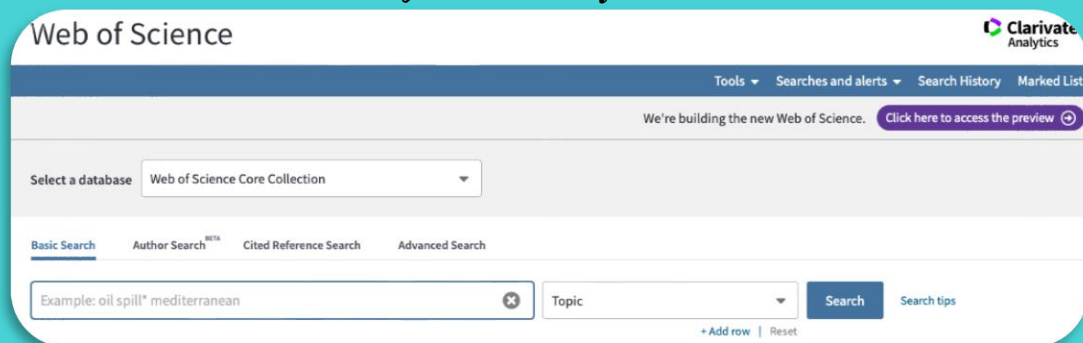 Web of Science
Clarivate
Analytics
Tools Searches and alerts Search History Marked List
We're building the new Web of Science. Click here to access the preview
Select a database Web of Science Core Collection
Basic Search Author Search BETA Cited Reference Search Advanced Search
Example: oil spill* mediterranean Topic Search Search tips
+ Add row | Reset